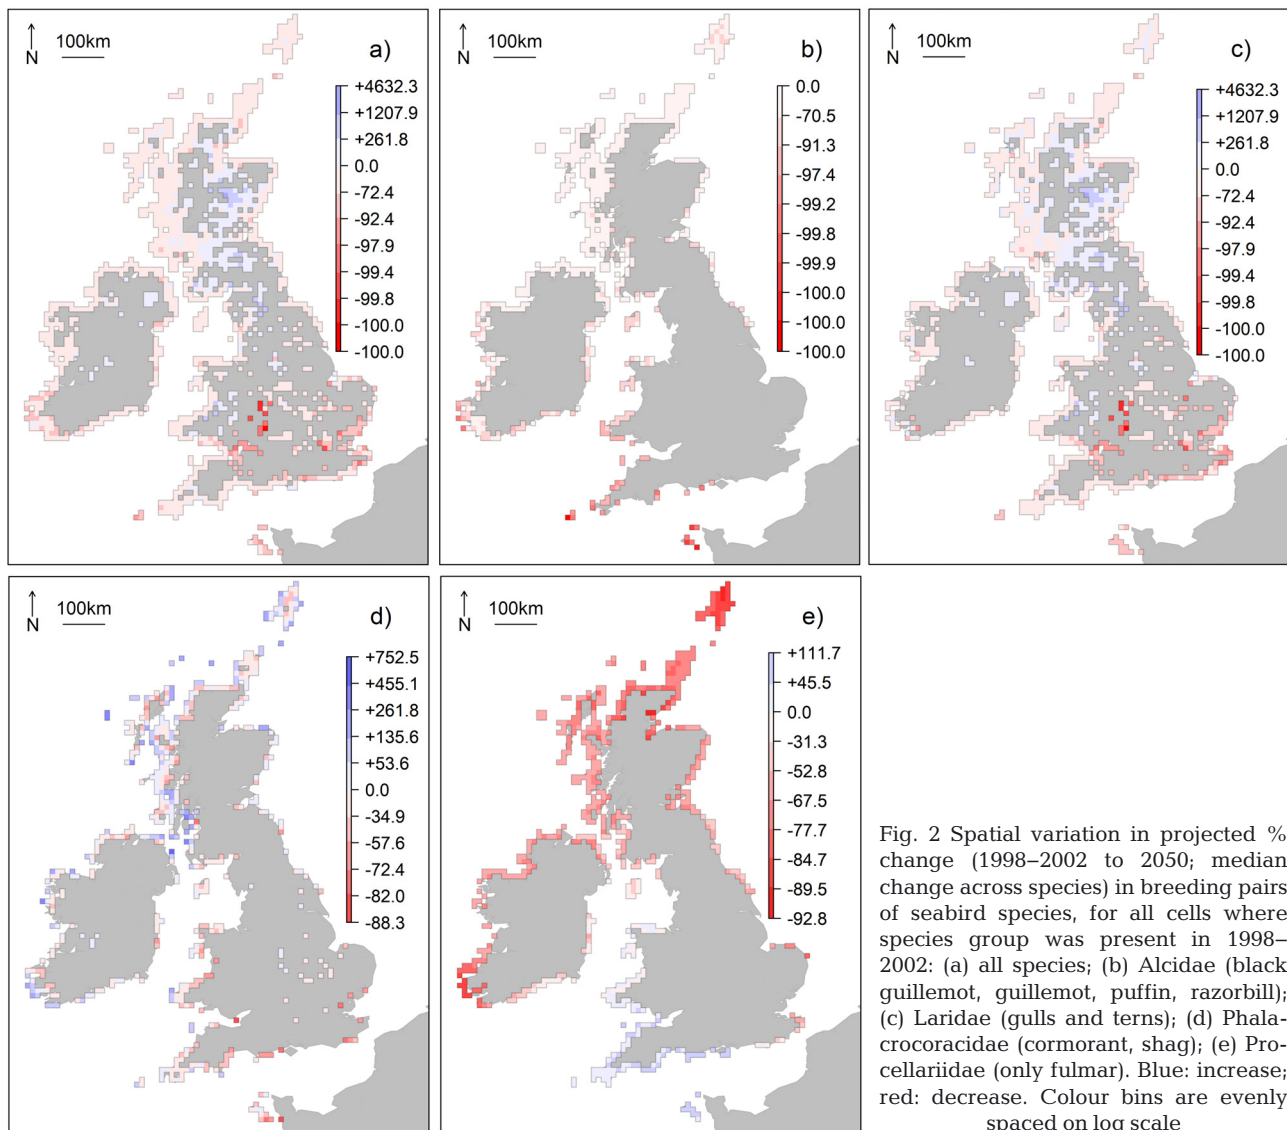 N
100km
a)
+4632.3
+1207.9
+261.8
0.0
-72.4
-92.4
-97.9
-99.4
-99.8
-100.0
-100.0
N
100km
b)
0.0
-70.5
-91.3
-97.4
-99.2
-99.8
-99.9
-100.0
-100.0
-100.0
N
100km
c)
+4632.3
+1207.9
+261.8
0.0
-72.4
-92.4
-97.9
-99.4
-99.8
-100.0
-100.0
N
100km
d)
+752.5
+455.1
+261.8
+135.6
+53.6
0.0
-34.9
-57.6
-72.4
-82.0
-88.3
N
100km
e)
+111.7
+45.5
0.0
-31.3
-52.8
-67.5
-77.7
-84.7
-89.5
-92.8
Fig. 2 Spatial variation in projected %
change (1998–2002 to 2050; median
change across species) in breeding pairs
of seabird species, for all cells where
species group was present in 1998–
2002: (a) all species; (b) Alcidae (black
guillemot, guillemot, puffin, razorbill);
(c) Laridae (gulls and terns); (d) Phala-
crocoracidae (cormorant, shag); (e) Pro-
cellariidae (only fulmar). Blue: increase;
red: decrease. Colour bins are evenly
spaced on log scale